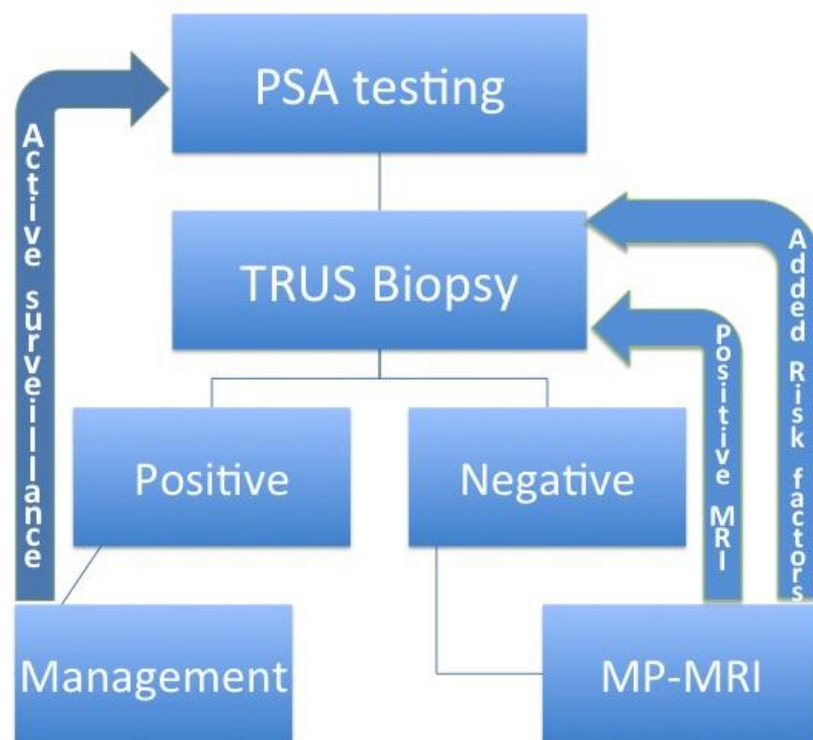 PSA testing
TRUS Biopsy
Positive
Negative
Management
MP-MRI
Active surveillance
Positive MRI
Added Risk factors